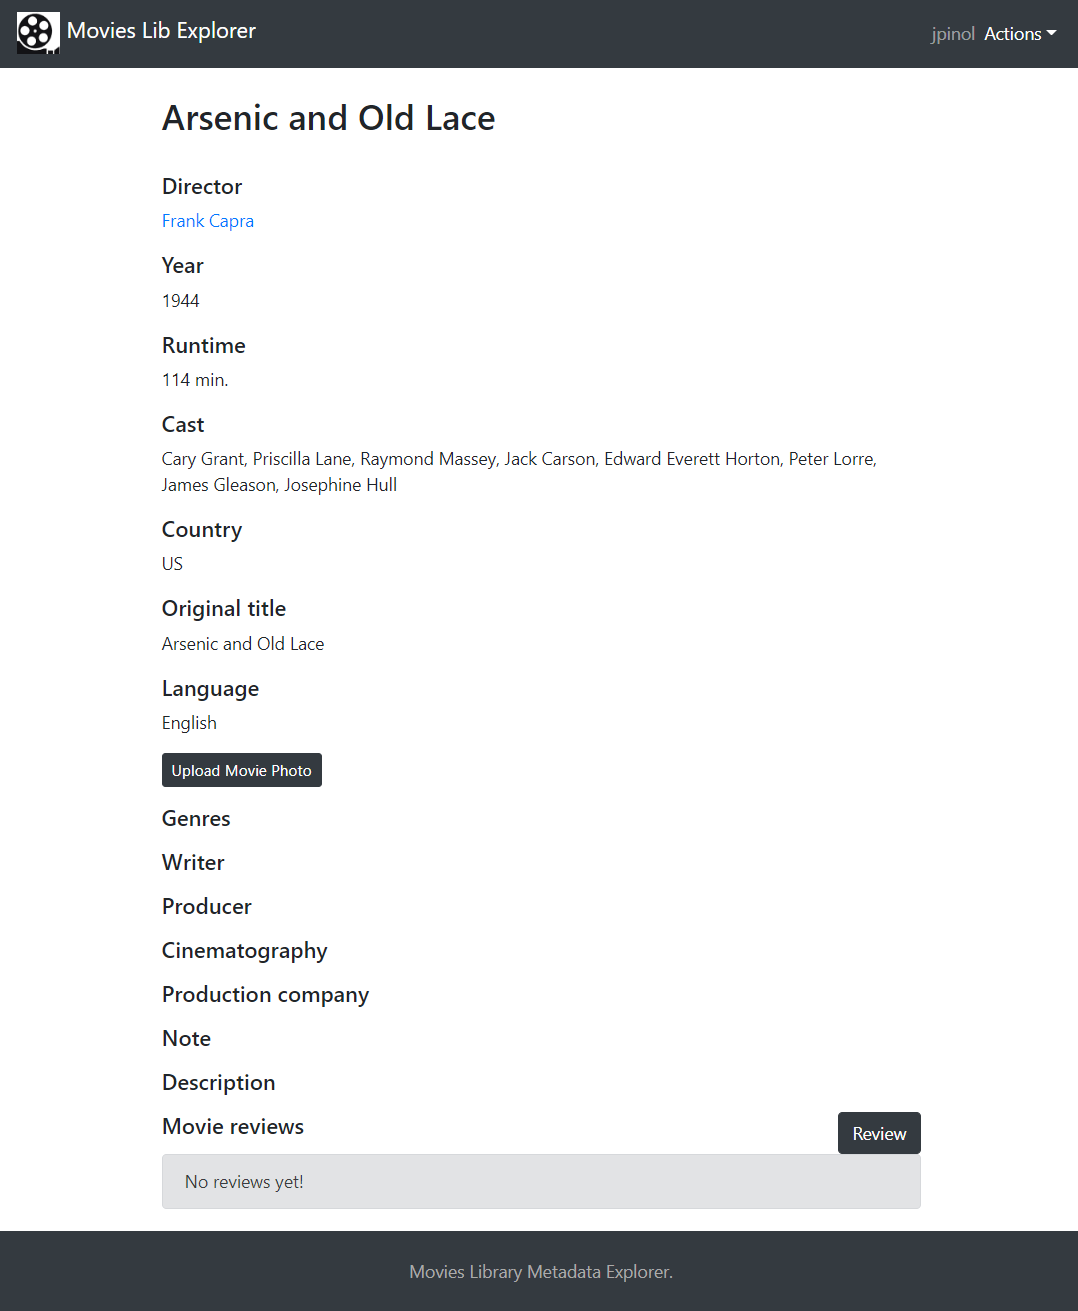 Movies Lib Explorer
jpinol Actions
Arsenic and Old Lace
Director
Frank Capra
Year
1944
Runtime
114 min.
Cast
Cary Grant, Priscilla Lane, Raymond Massey, Jack Carson, Edward Everett Horton, Peter Lorre,
James Gleason, Josephine Hull
Country
US
Original title
Arsenic and Old Lace
Language
English
Upload Movie Photo
Genres
Writer
Producer
Cinematography
Production company
Note
Description
Movie reviews
Review
No reviews yet!
Movies Library Metadata Explorer.